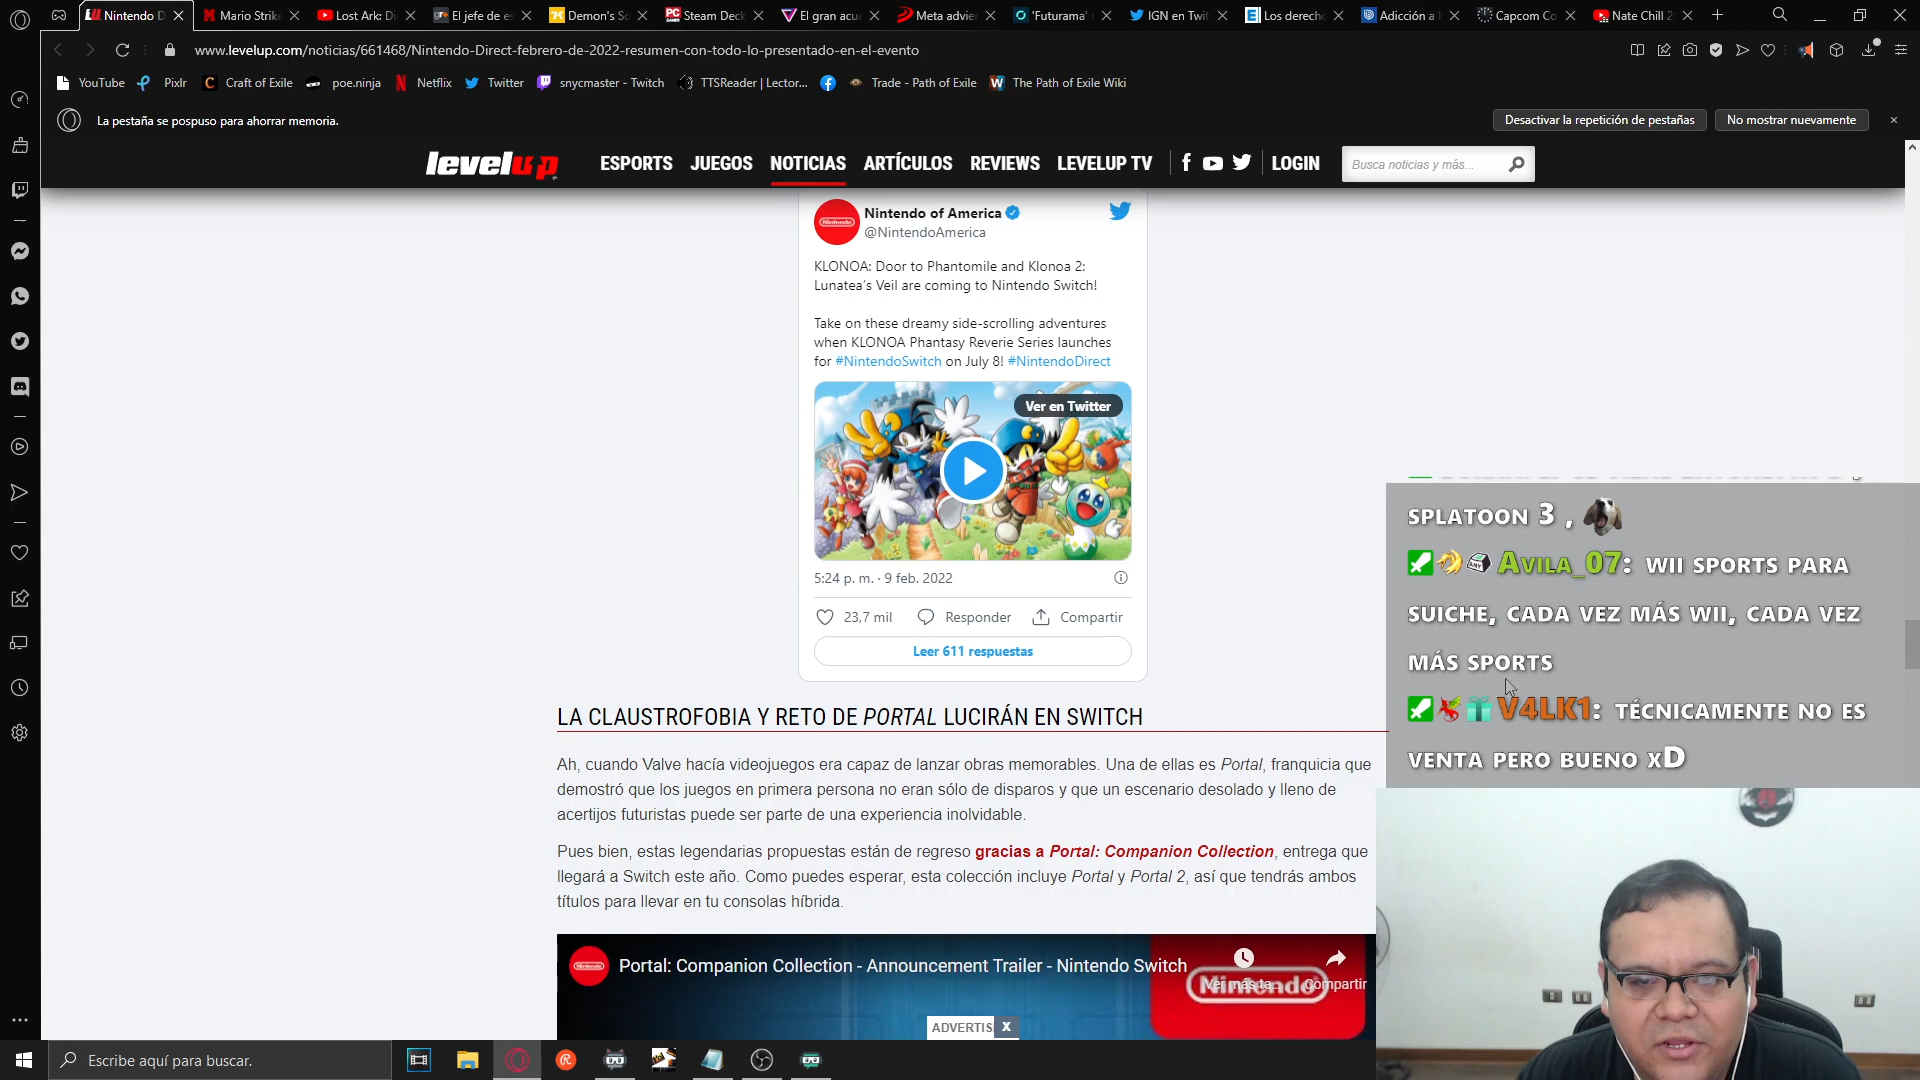 Nintendo D
Mario Strike
Lost Ark: Di
El jefe de es
Demon's So
Steam Deck
El gran acue
Meta advier
'Futurama' r
IGN en Twit
Los derech
Adicción a l
Capcom Co
Nate Chill 2
www.levelup.com/noticias/661468/Nintendo-Direct-febrero-de-2022-resumen-con-todo-lo-presentado-en-el-evento
YouTube
Pixlr
Craft of Exile
poe.ninja
Netflix
Twitter
snycmaster - Twitch
TTSReader | Lector...
Trade - Path of Exile
The Path of Exile Wiki
La pestaña se pospuso para ahorrar memoria.
Desactivar la repetición de pestañas
No mostrar nuevamente
levelup
ESPORTS
JUEGOS
NOTICIAS
ARTÍCULOS
REVIEWS
LEVELUP TV
LOGIN
Busca noticias y más...
Nintendo of America
@NintendoAmerica
KLONOA: Door to Phantomile and Klonoa 2:
Lunatea's Veil are coming to Nintendo Switch!
Take on these dreamy side-scrolling adventures
when KLONOA Phantasy Reverie Series launches
for #NintendoSwitch on July 8! #NintendoDirect
Ver en Twitter
5:24 p. m. · 9 feb. 2022
23,7 mil
Responder
Compartir
Leer 611 respuestas
LA CLAUSTROFOBIA Y RETO DE PORTAL LUCIRÁN EN SWITCH
Ah, cuando Valve hacía videojuegos era capaz de lanzar obras memorables. Una de ellas es Portal, franquicia que
demostró que los juegos en primera persona no eran sólo de disparos y que un escenario desolado y lleno de
acertijos futuristas puede ser parte de una experiencia inolvidable.
Pues bien, estas legendarias propuestas están de regreso gracias a Portal: Companion Collection, entrega que
llegará a Switch este año. Como puedes esperar, esta colección incluye Portal y Portal 2, así que tendrás ambos
títulos para llevar en tu consolas híbrida.
Portal: Companion Collection - Announcement Trailer - Nintendo Switch
Ver más ta...
Compartir
Nintendo
ADVERTIS
X
SPLATOON 3 ,
AVILA_07: WII SPORTS PARA
SUICHE, CADA VEZ MÁS WII, CADA VEZ
MÁS SPORTS
V4LK1: TÉCNICAMENTE NO ES
VENTA PERO BUENO XD
Escribe aquí para buscar.